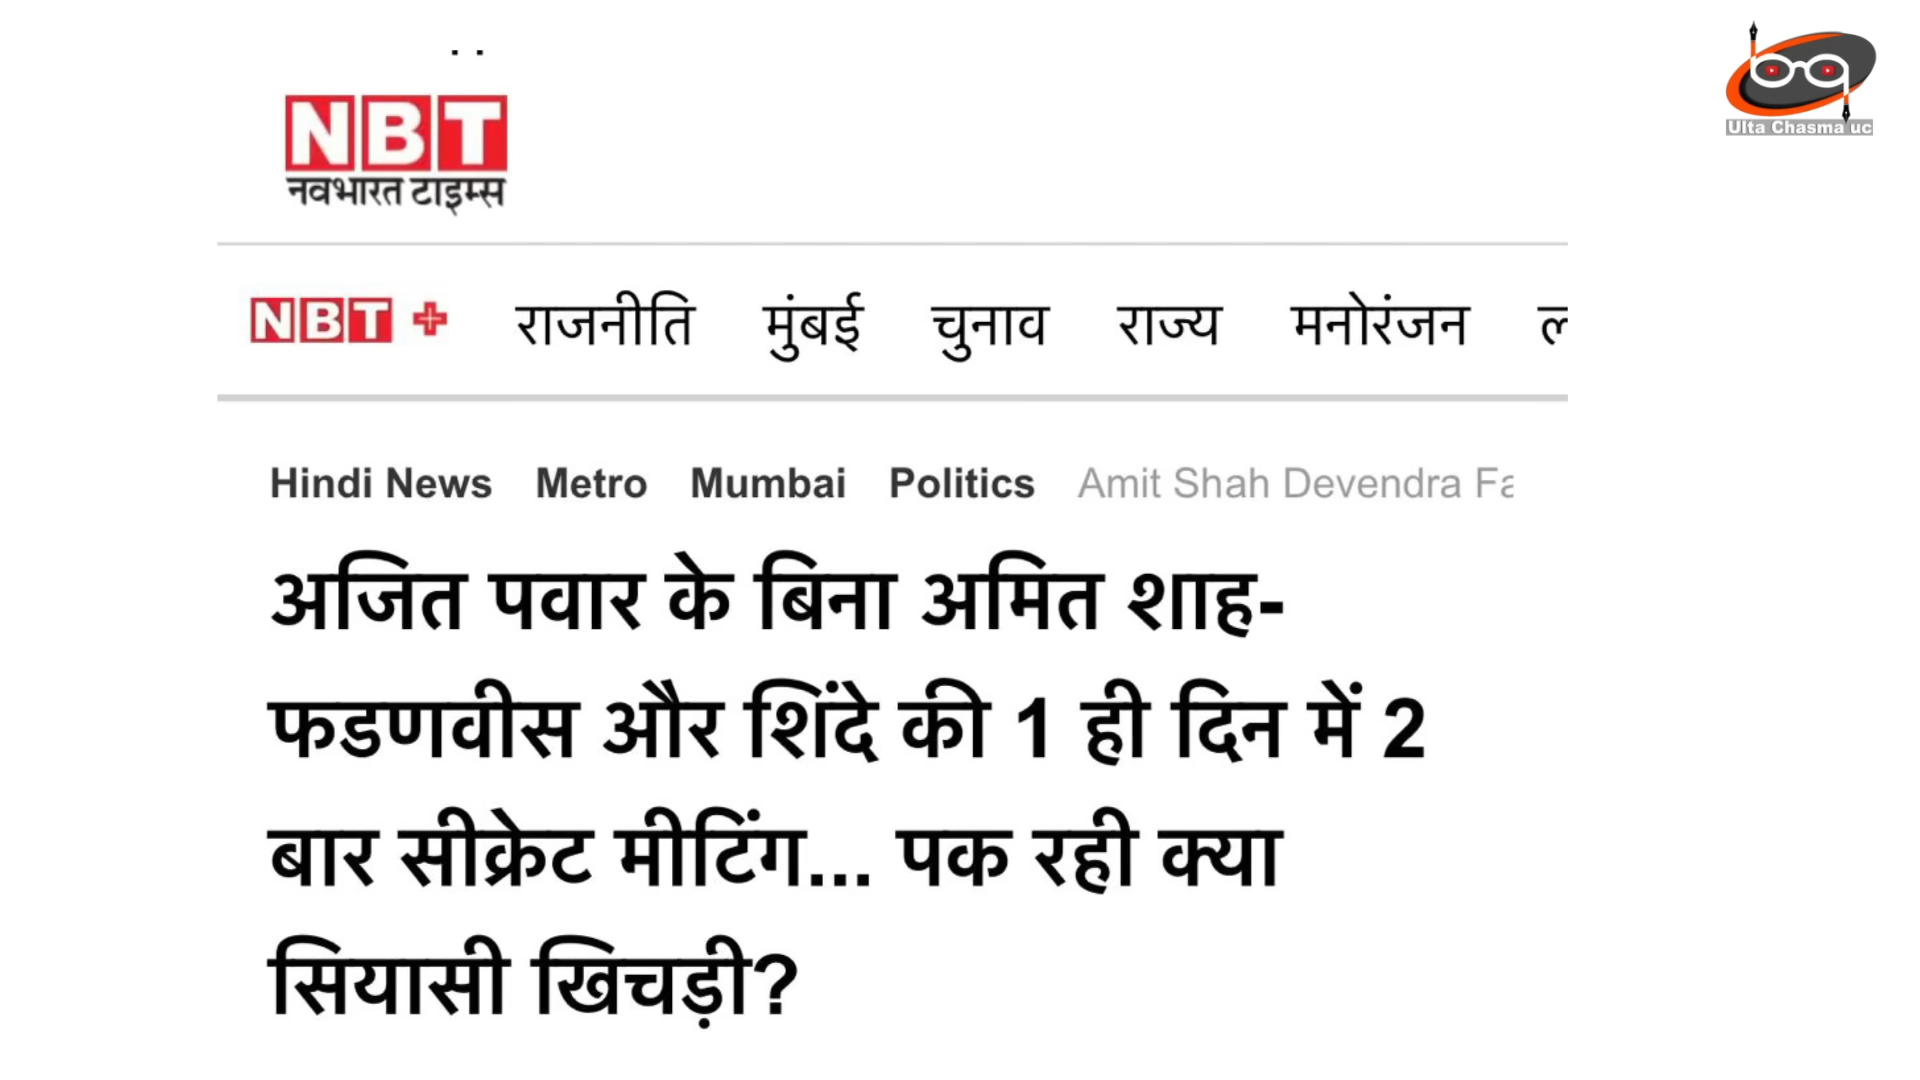 NBT
नवभारत टाइम्स
Ulta Chasma uc
NBT + राजनीति मुंबई चुनाव राज्य मनोरंजन
Hindi News Metro Mumbai Politics Amit Shah Devendra Fa
अजित पवार के बिना अमित शाह-
फडणवीस और शिंदे की 1 ही दिन में 2
बार सीक्रेट मीटिंग... पक रही क्या
सियासी खिचड़ी?